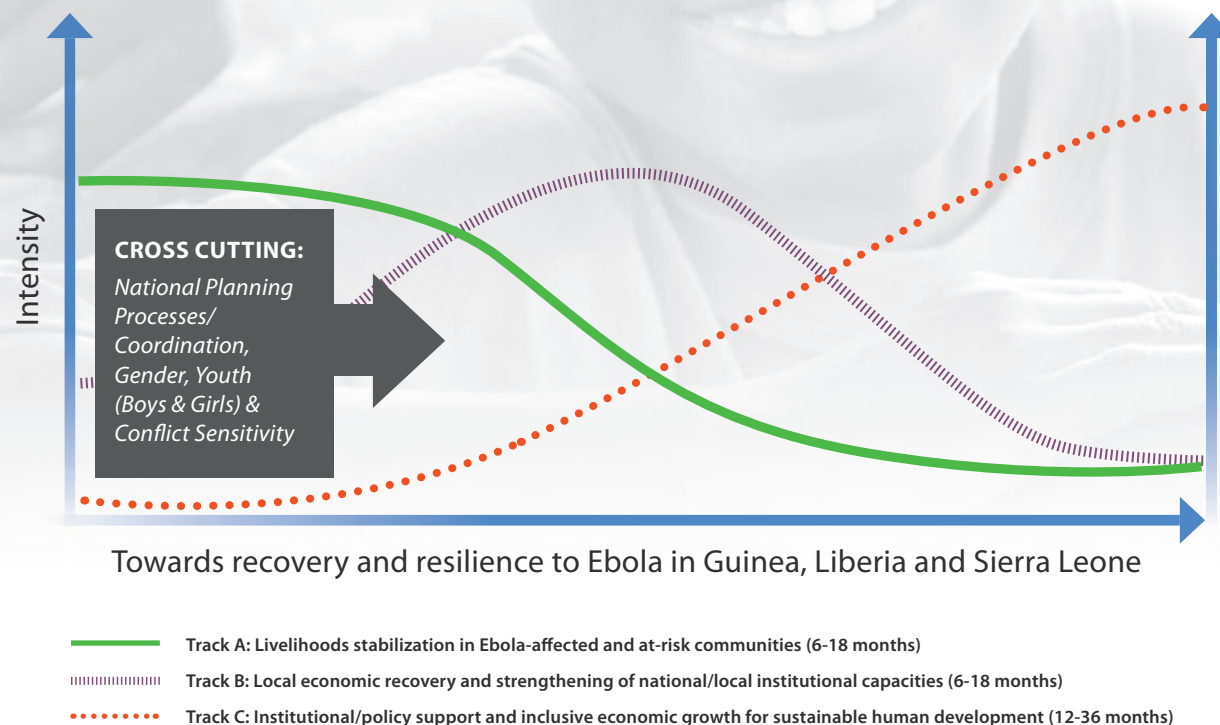 Intensity
CROSS CUTTING:
National Planning
Processes/
Coordination,
Gender, Youth
(Boys & Girls) &
Conflict Sensitivity
Towards recovery and resilience to Ebola in Guinea, Liberia and Sierra Leone
Track A: Livelihoods stabilization in Ebola-affected and at-risk communities (6-18 months)
Track B: Local economic recovery and strengthening of national/local institutional capacities (6-18 months)
Track C: Institutional/policy support and inclusive economic growth for sustainable human development (12-36 months)